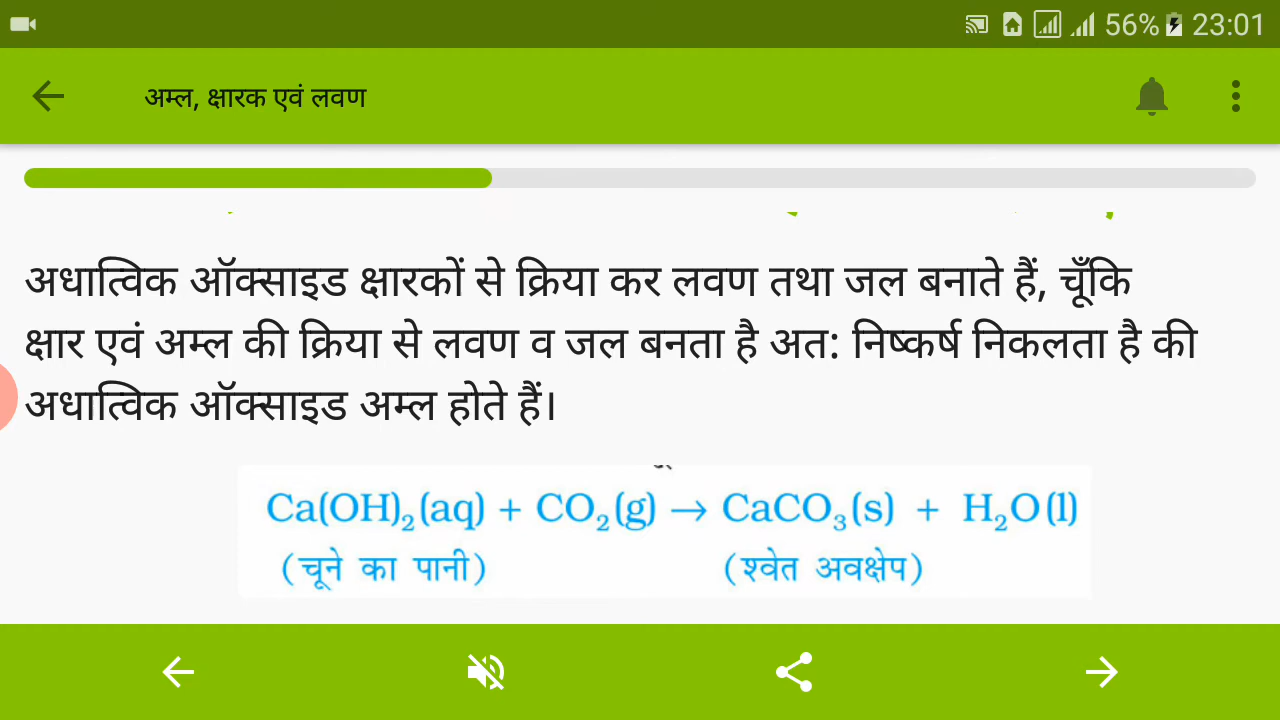 56% 23:01
अम्ल, क्षारक एवं लवण
अधात्विक ऑक्साइड क्षारकों से क्रिया कर लवण तथा जल बनाते हैं, चूँकि
क्षार एवं अम्ल की क्रिया से लवण व जल बनता है अत: निष्कर्ष निकलता है की
अधात्विक ऑक्साइड अम्ल होते हैं।
Ca(OH)₂(aq) + CO₂(g) → CaCO₃(s) + H₂O(l)
(चूने का पानी) (श्वेत अवक्षेप)